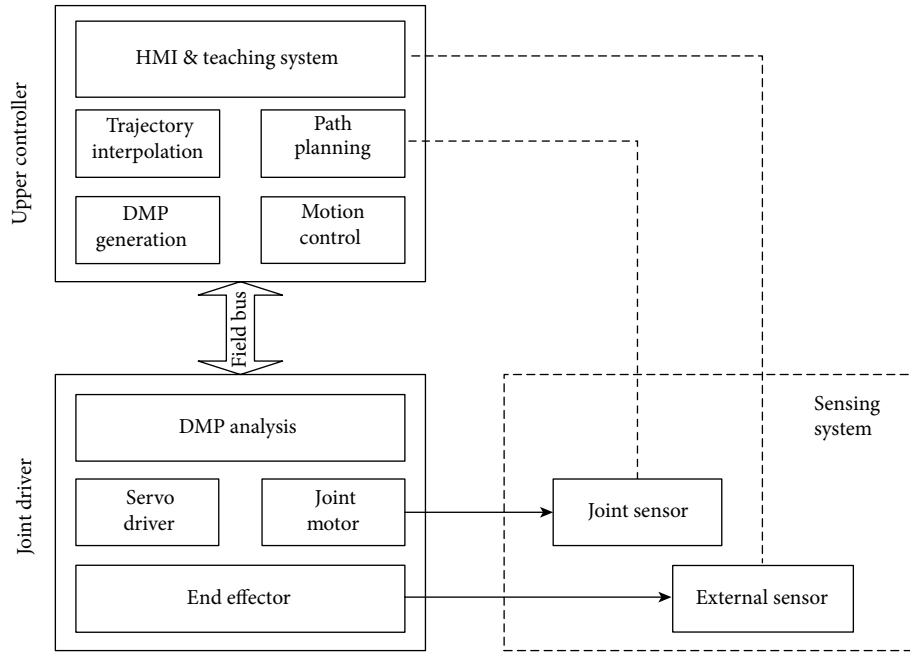 Upper controller
HMI & teaching system
Trajectory
interpolation
Path
planning
DMP
generation
Motion
control
Field bus
Joint driver
DMP analysis
Servo
driver
Joint
motor
End effector
Sensing
system
Joint sensor
External sensor